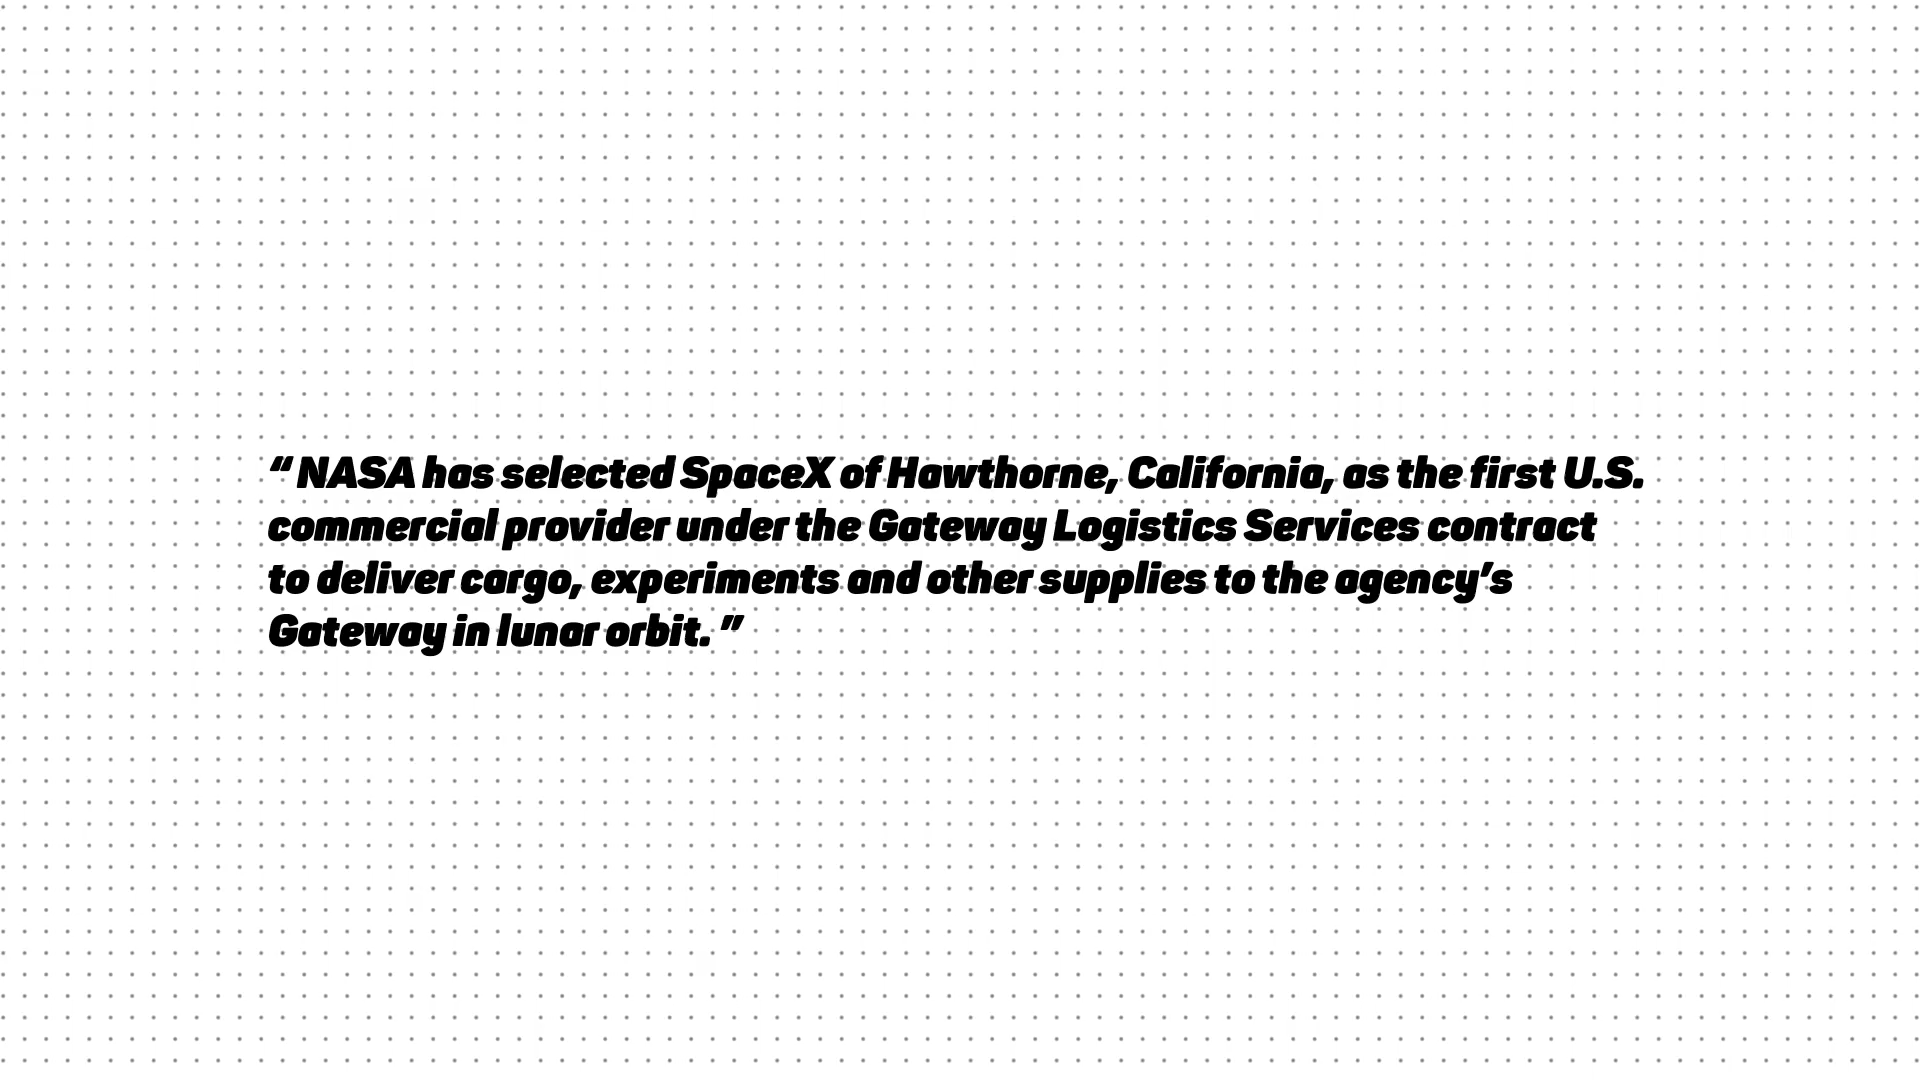 “ NASA has selected SpaceX of Hawthorne, California, as the first U.S.
commercial provider under the Gateway Logistics Services contract
to deliver cargo, experiments and other supplies to the agency’s
Gateway in lunar orbit. ”